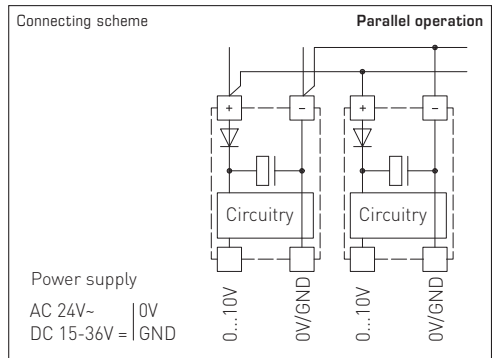 Connecting scheme
Parallel operation
+
−
+
−
Circuitry
Circuitry
Power supply
AC 24V~ 0V
DC 15-36V = GND
0...10V
0V/GND
0...10V
0V/GND